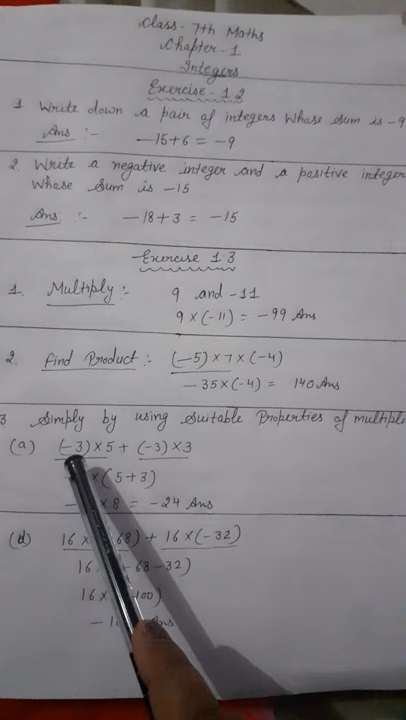 Class - 7th Maths
Chapter - 1
Integers
Exercise - 1.2
1 Write down a pair of integers whose sum is -9
Ans :- -15+6 = -9
2. Write a negative integer and a positive integer
whose sum is -15
Ans :- -18+3 = -15
Exercise 1.3
1. Multiply :- 9 and -11
9 × (-11) = -99 Ans
2. Find Product :- (-5) × 7 × (-4)
-35 × (-4) = 140 Ans
3 Simply by using suitable Properties of
(a) (-3) × 5 + (-3) × 3
× (5+3)
- × 8 = -24 Ans
(d) 16 × 68) + 16 × (-32)
16 -68-32)
16 × 100)
- Ans